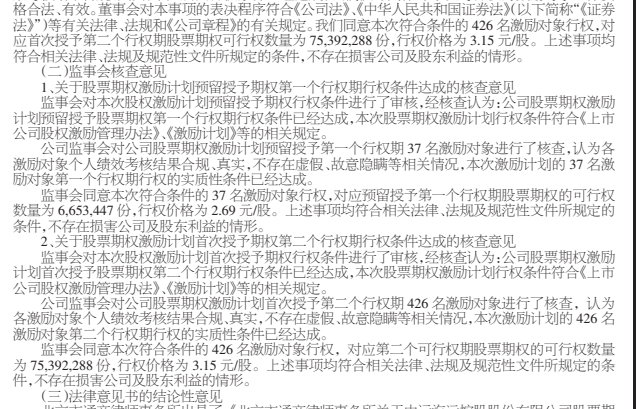 格合法、有效。董事会对本事项的表决程序符合《公司法》、《中华人民共和国证券法》(以下简称“《证券
法》”)等有关法律、法规和《公司章程》的有关规定。我们同意本次符合条件的 426 名激励对象行权,对
应首次授予第二个行权期股票期权可行权数量为 75,392,288 份,行权价格为 3.15 元/股。上述事项均
符合相关法律、法规及规范性文件所规定的条件,不存在损害公司及股东利益的情形。
(二)监事会核查意见
1、关于股票期权激励计划预留授予期权第一个行权期行权条件达成的核查意见
监事会对本次股权激励计划预留授予期权行权条件进行了审核,经核查认为:公司股票期权激励
计划预留授予股票期权第一个行权期行权条件已经达成,本次股票期权激励计划行权条件符合《上市
公司股权激励管理办法》、《激励计划》等的相关规定。
公司监事会对公司股票期权激励计划预留授予第一个行权期 37 名激励对象进行了核查,认为各
激励对象个人绩效考核结果合规、真实,不存在虚假、故意隐瞒等相关情况,本次激励计划的 37 名激
励对象第一个行权期行权的实质性条件已经达成。
监事会同意本次符合条件的 37 名激励对象行权,对应预留授予第一个行权期股票期权的可行权
数量为 6,653,447 份,行权价格为 2.69 元/股。上述事项均符合相关法律、法规及规范性文件所规定的
条件,不存在损害公司及股东利益的情形。
2、关于股票期权激励计划首次授予期权第二个行权期行权条件达成的核查意见
监事会对本次股权激励计划首次授予期权行权条件进行了审核,经核查认为:公司股票期权激励
计划首次授予股票期权第二个行权期行权条件已经达成,本次股票期权激励计划行权条件符合《上市
公司股权激励管理办法》、《激励计划》等的相关规定。
公司监事会对公司股票期权激励计划首次授予第二个行权期 426 名激励对象进行了核查,认为
各激励对象个人绩效考核结果合规、真实,不存在虚假、故意隐瞒等相关情况,本次激励计划的 426 名
激励对象第二个行权期行权的实质性条件已经达成。
监事会同意本次符合条件的 426 名激励对象行权,对应第二个可行权期股票期权的可行权数量
为 75,392,288 份,行权价格为 3.15 元/股。上述事项均符合相关法律、法规及规范性文件所规定的条
件,不存在损害公司及股东利益的情形。
(三)法律意见书的结论性意见